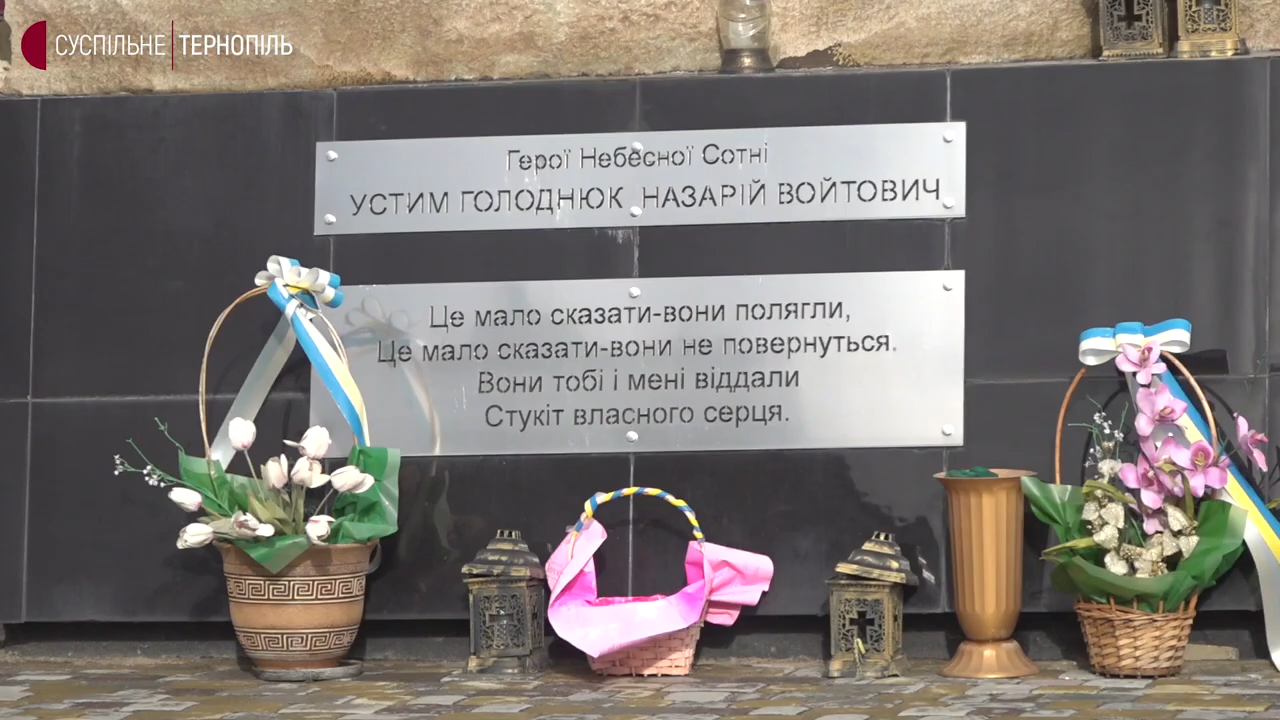 СУСПІЛЬНЕ ТЕРНОПІЛЬ
Герої Небесної Сотні
УСТИМ ГОЛОДНЮК НАЗАРІЙ ВОЙТОВИЧ
Це мало сказати-вони полягли,
Це мало сказати-вони не повернуться.
Вони тобі і мені віддали
Стукіт власного серця.